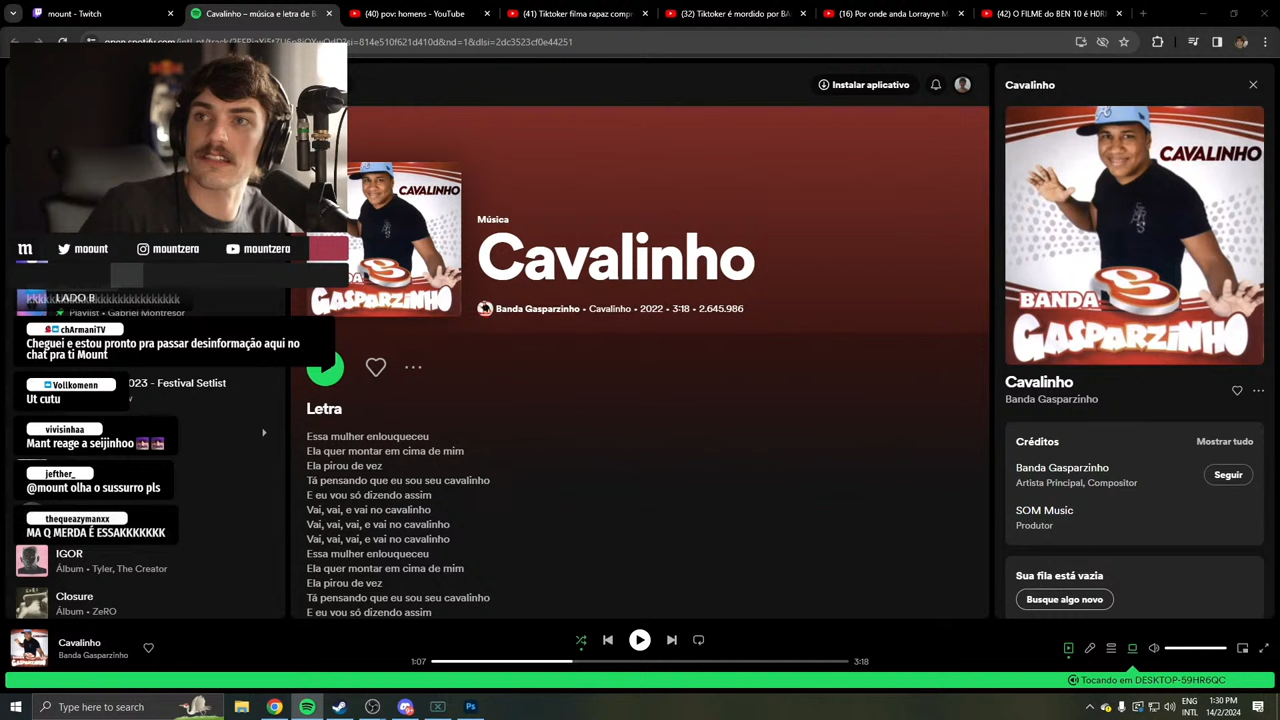 mount - Twitch
Cavalinho – música e letra de B
(40) pov: homens - YouTube
(41) Tiktoker filma rapaz comp
(32) Tiktoker é mordido por BA
(16) Por onde anda Lorrayne M
(42) O FILME do BEN 10 é HOR
Instalar aplicativo
Cavalinho
CAVALINHO
BANDA
GASPARZINHO
CAVALINHO
GASPARZINHO
Música
Cavalinho
Banda Gasparzinho • Cavalinho • 2022 • 3:18 • 2.645.986
m
moount
mountzera
mountzera
LADO B
Playlist • Gabriel Montresor
chArmaniTV
Cheguei e estou pronto pra passar desinformação aqui no
chat pra ti Mount
2023 - Festival Setlist
Vollkomenn
Ut cutu
vivisinhaa
Mant reage a seijinhoo
jefther_
@mount olha o sussurro pls
thequeazymanxx
MA Q MERDA É ESSAKKKKKKK
IGOR
Álbum • Tyler, The Creator
Closure
Álbum • ZeRO
Letra
Essa mulher enlouqueceu
Ela quer montar em cima de mim
Ela pirou de vez
Tá pensando que eu sou seu cavalinho
E eu vou só dizendo assim
Vai, vai, e vai no cavalinho
Vai, vai, vai, e vai no cavalinho
Vai, vai, vai, e vai no cavalinho
Essa mulher enlouqueceu
Ela quer montar em cima de mim
Ela pirou de vez
Tá pensando que eu sou seu cavalinho
E eu vou só dizendo assim
Cavalinho
Banda Gasparzinho
Créditos
Mostrar tudo
Banda Gasparzinho
Artista Principal, Compositor
Seguir
SOM Music
Produtor
Sua fila está vazia
Busque algo novo
Cavalinho
Banda Gasparzinho
1:07
3:18
Tocando em DESKTOP-59HR6QC
Type here to search
ENG
INTL
1:30 PM
14/2/2024